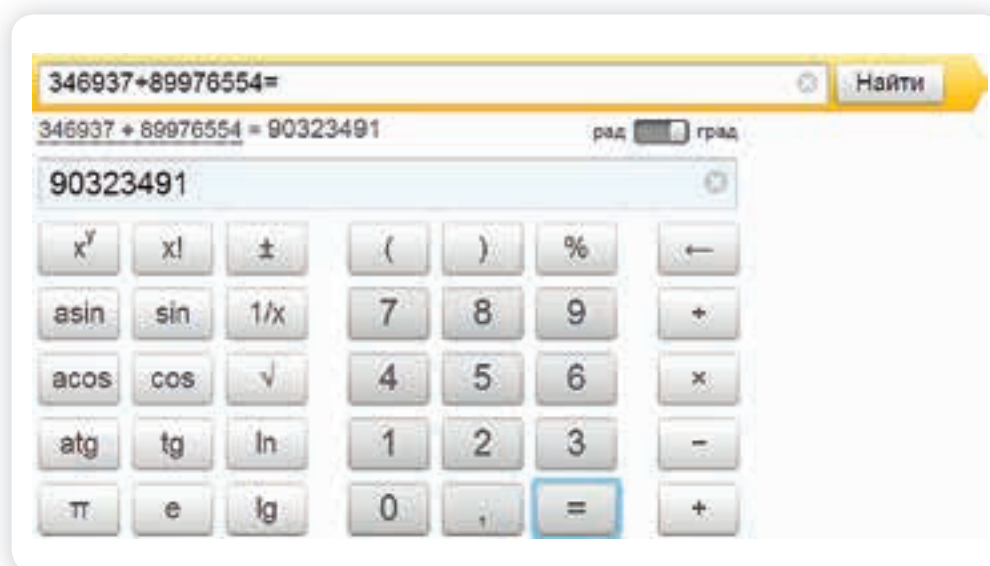 346937+89976554= Найти
346937 + 89976554 = 90323491 рад град
90323491
xʸ x! ± ( ) % ←
asin sin 1/x 7 8 9 ÷
acos cos √ 4 5 6 ×
atg tg ln 1 2 3 −
π e lg 0 , = +